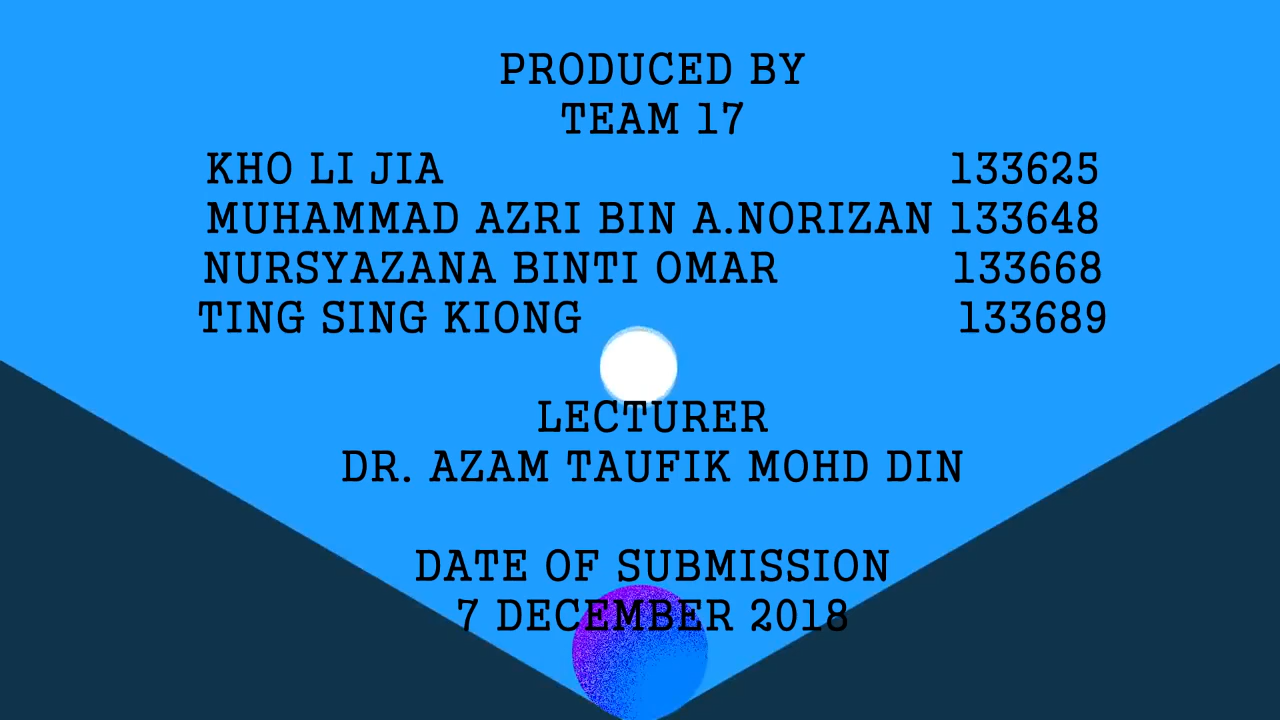 PRODUCED BY
TEAM 17
KHO LI JIA 133625
MUHAMMAD AZRI BIN A.NORIZAN 133648
NURSYAZANA BINTI OMAR 133668
TING SING KIONG 133689
LECTURER
DR. AZAM TAUFIK MOHD DIN
DATE OF SUBMISSION
7 DECEMBER 2018